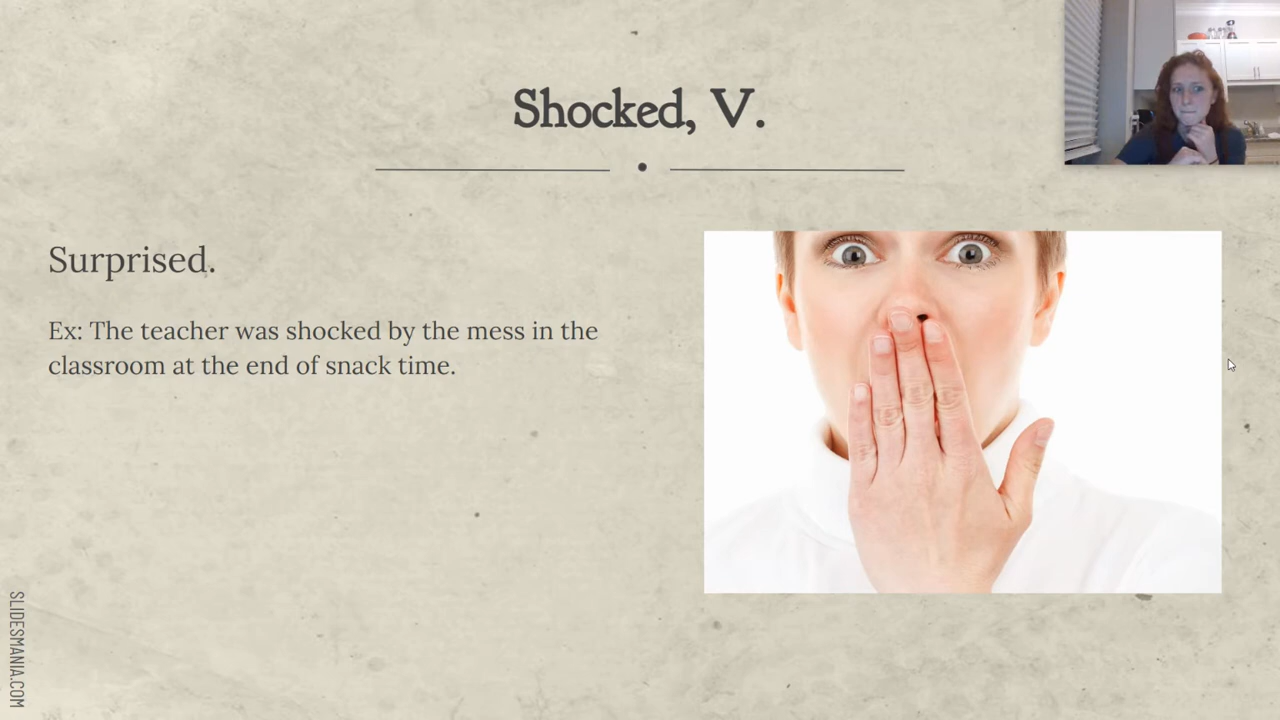 Shocked, V.
Surprised.
Ex: The teacher was shocked by the mess in the
classroom at the end of snack time.
SLIDESMANIA.COM